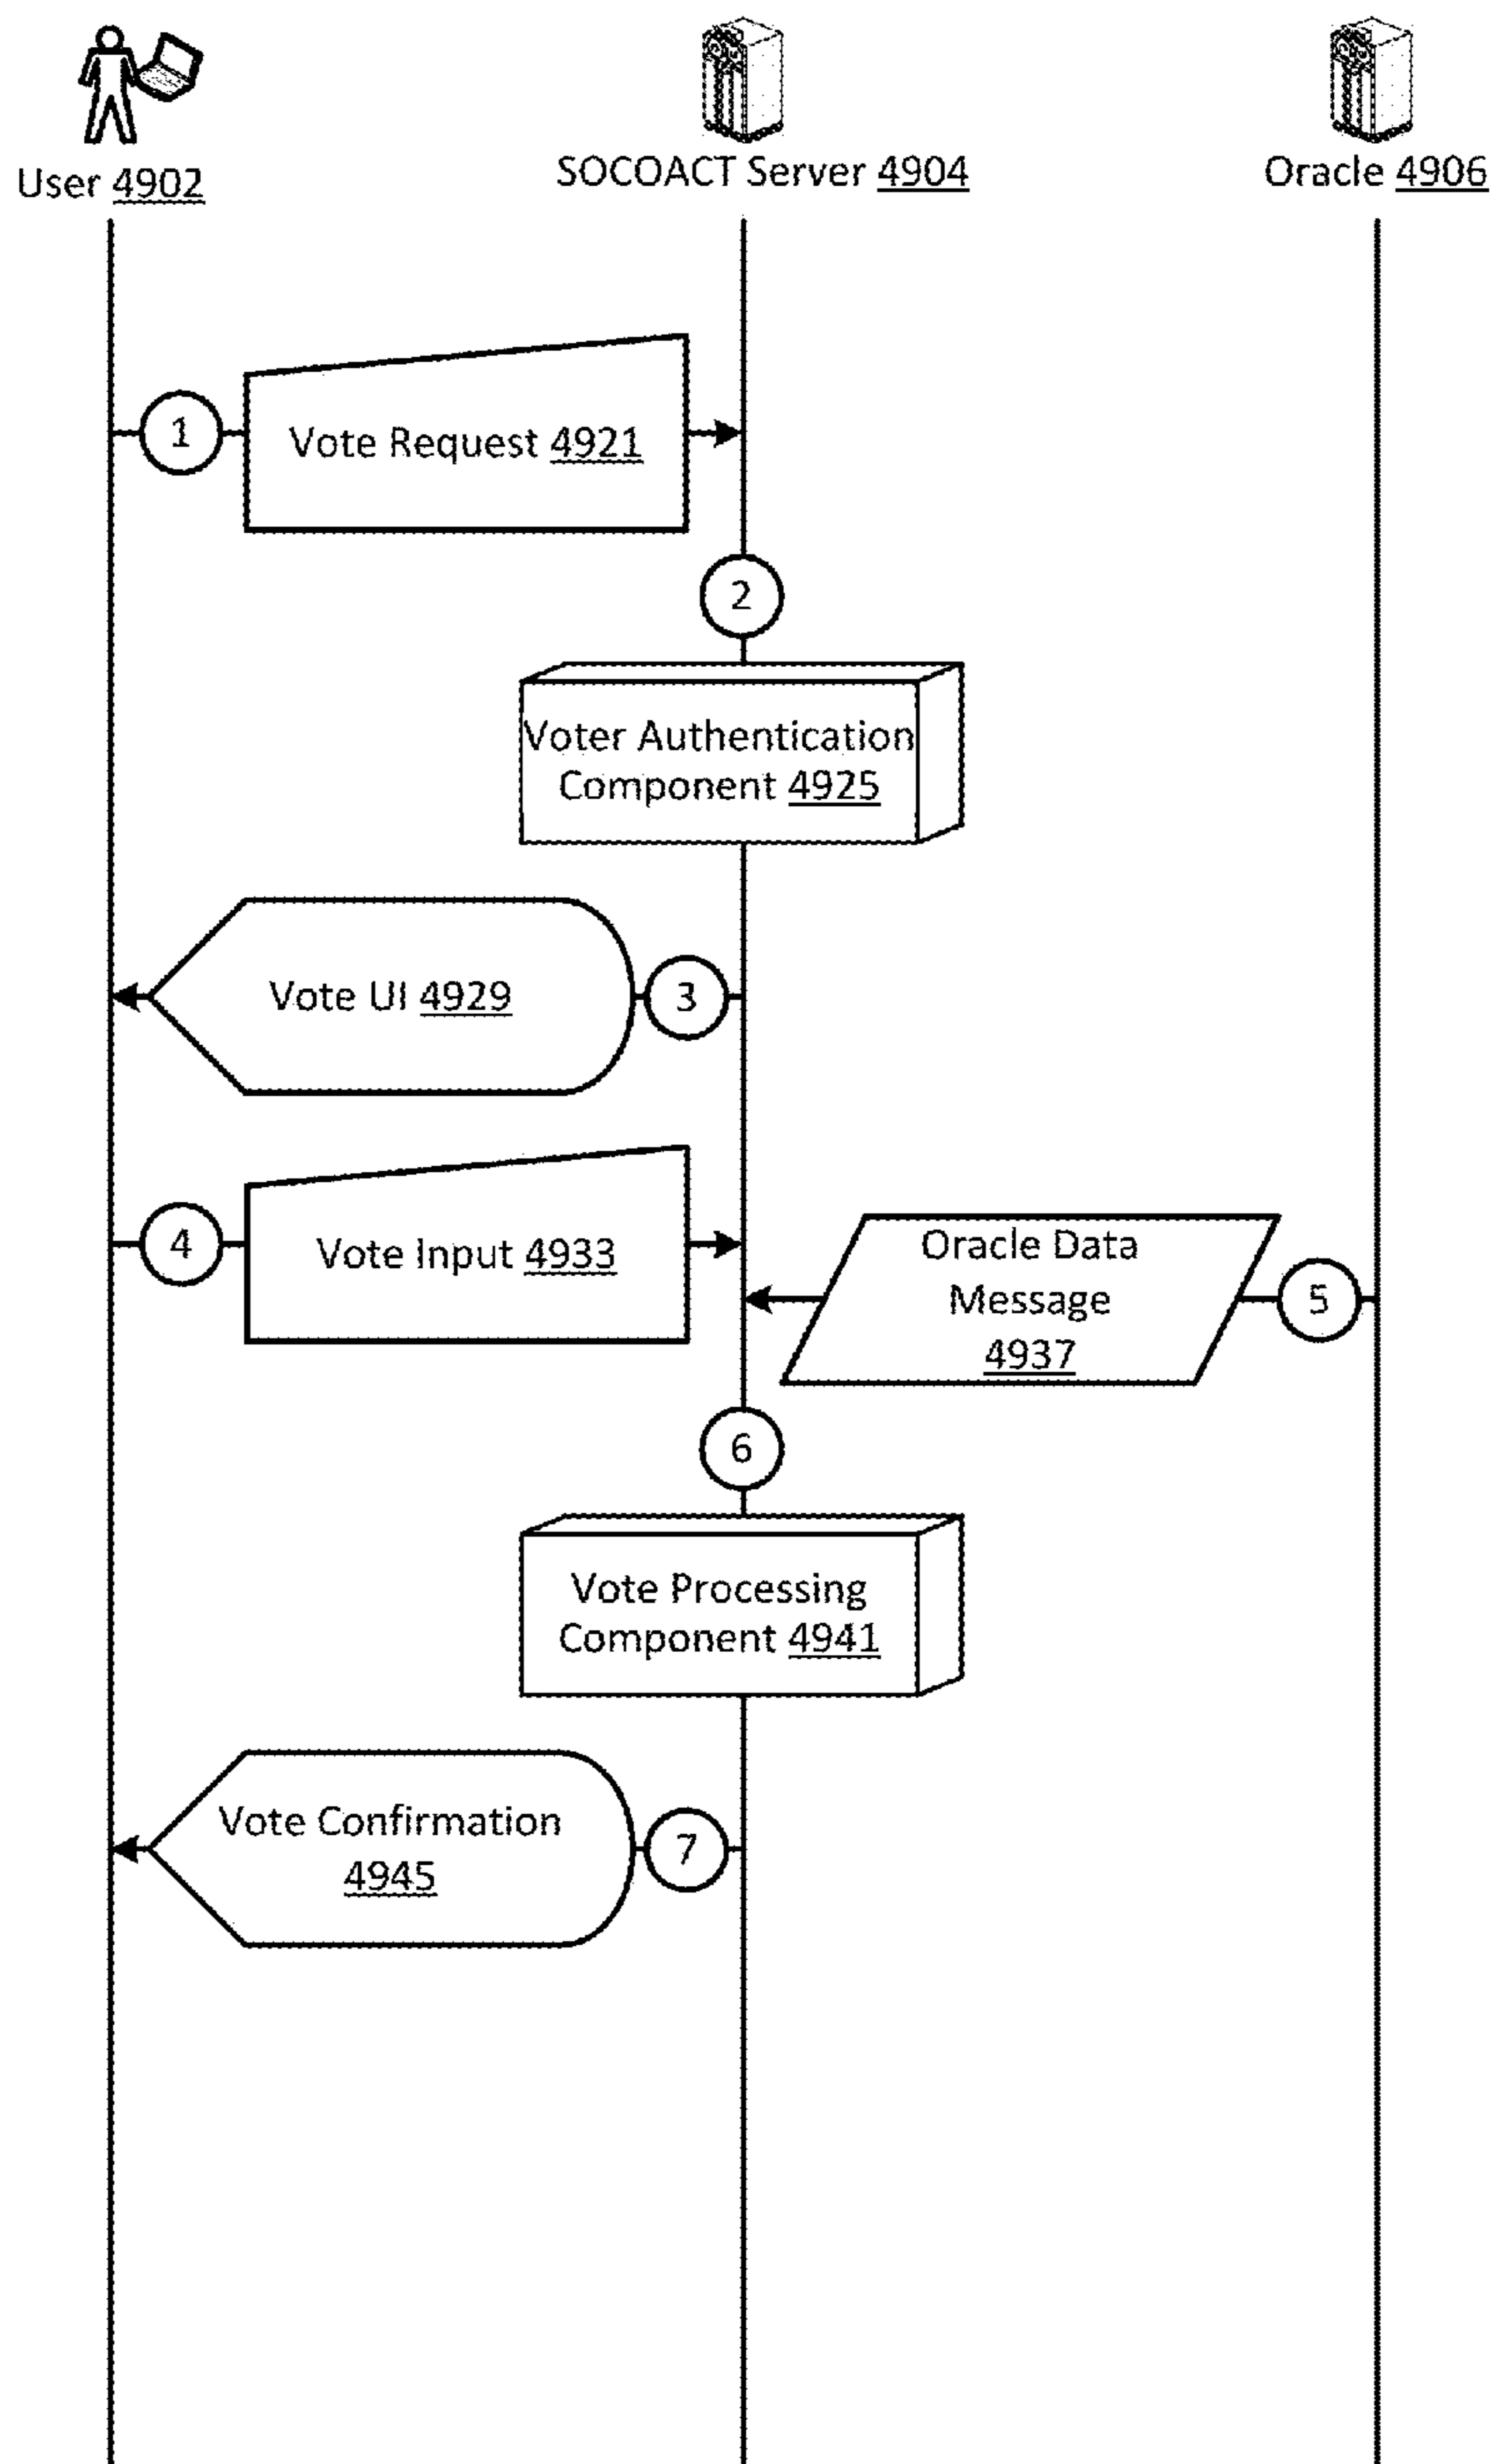 User 4902
SOCOACT Server 4904
Oracle 4906
1
Vote Request 4921
2
Voter Authentication
Component 4925
Vote UI 4929
3
4
Vote Input 4933
Oracle Data
Message
4937
5
6
Vote Processing
Component 4941
Vote Confirmation
4945
7